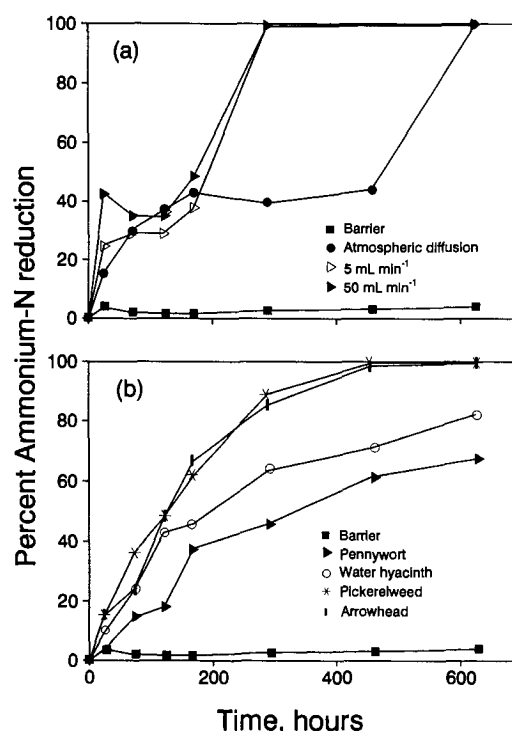 Percent Ammonium-N reduction
(a)
100
80
60
40
20
0
Barrier
Atmospheric diffusion
5 mL min⁻¹
50 mL min⁻¹
(b)
100
80
60
40
20
0
Barrier
Pennywort
Water hyacinth
Pickerelweed
Arrowhead
0 200 400 600
Time, hours